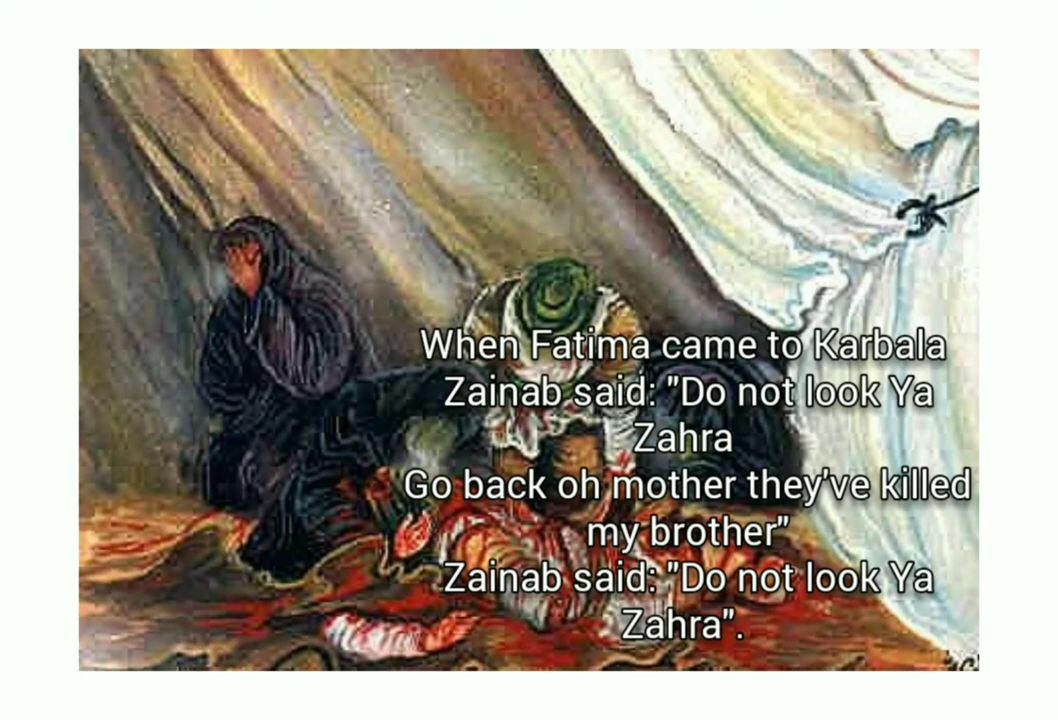 When Fatima came to Karbala
Zainab said: "Do not look Ya
Zahra
Go back oh mother they've killed
my brother"
Zainab said: "Do not look Ya
Zahra".